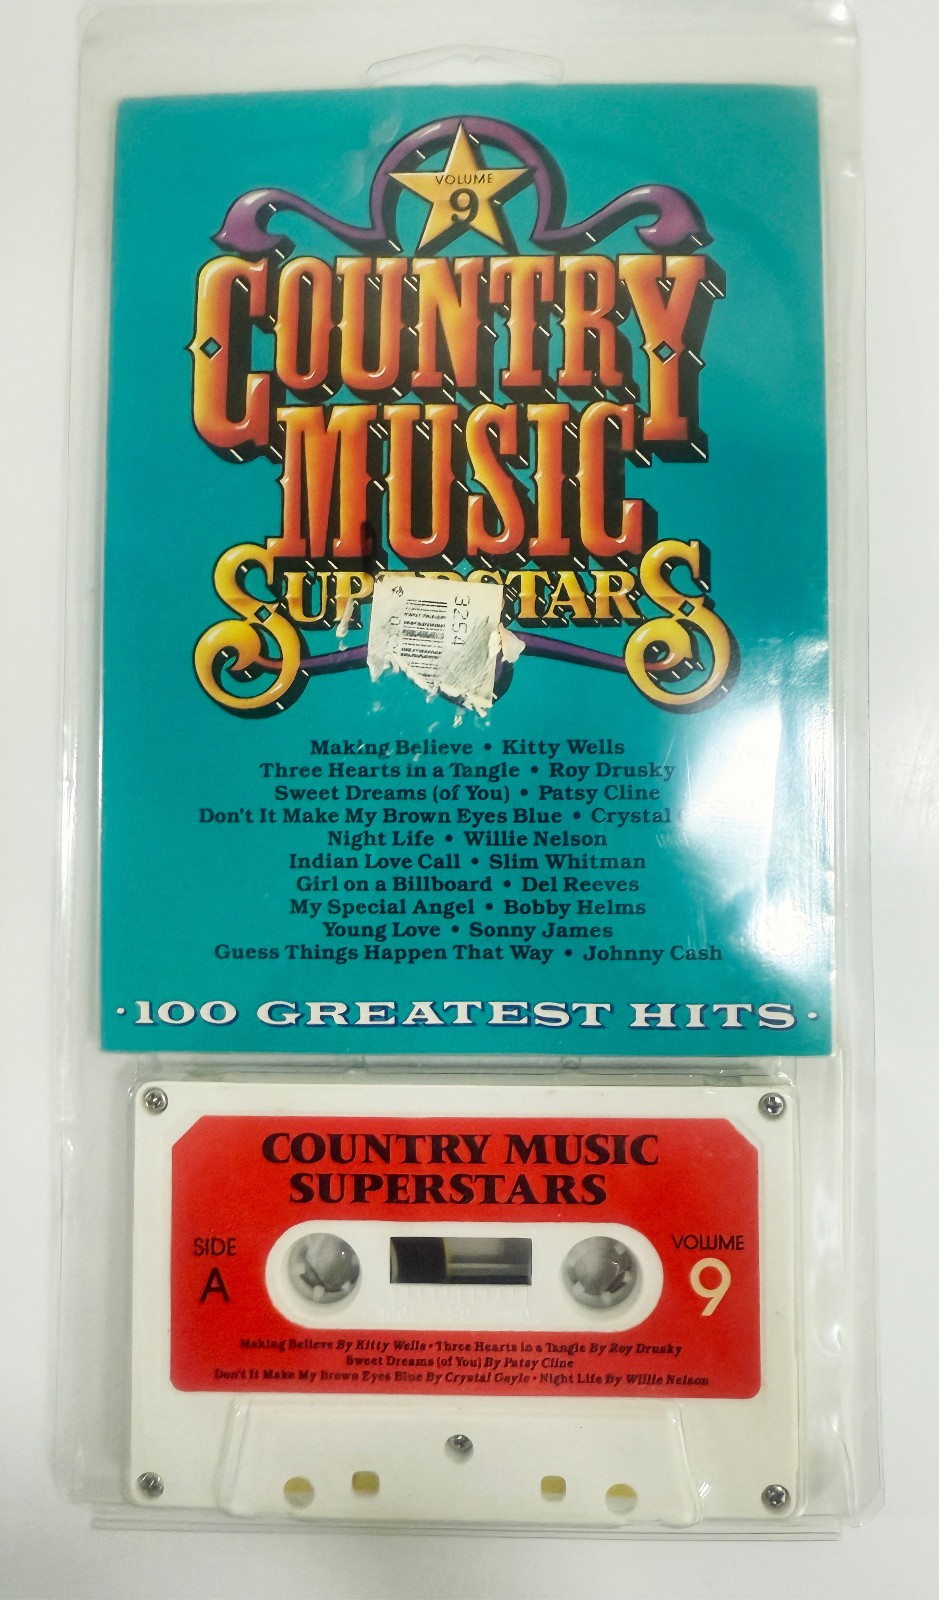 VOLUME
9
COUNTRY
MUSIC
SUPERSTARS
3254
Making Believe • Kitty Wells
Three Hearts in a Tangle • Roy Drusky
Sweet Dreams (of You) • Patsy Cline
Don't It Make My Brown Eyes Blue • Crystal
Night Life • Willie Nelson
Indian Love Call • Slim Whitman
Girl on a Billboard • Del Reeves
My Special Angel • Bobby Helms
Young Love • Sonny James
Guess Things Happen That Way • Johnny Cash
·100 GREATEST HITS·
COUNTRY MUSIC
SUPERSTARS
SIDE
A
VOLUME
9
Making Believe By Kitty Wells • Three Hearts in a Tangle By Roy Drusky
Sweet Dreams (of You) By Patsy Cline
Don't It Make My Brown Eyes Blue By Crystal Gayle • Night Life By Willie Nelson